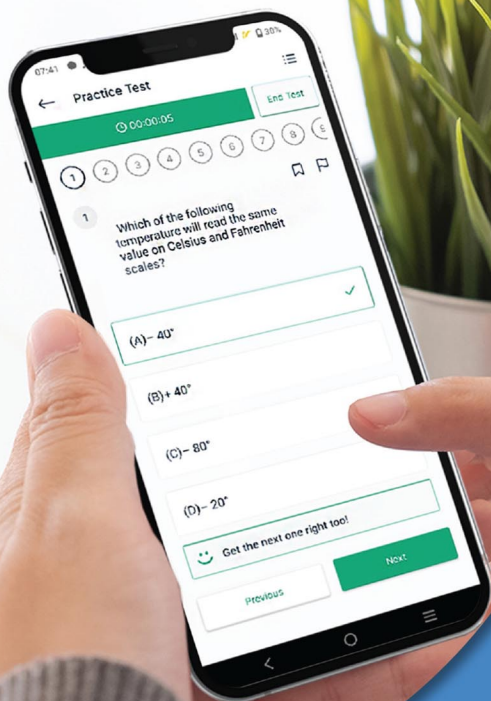 07:41
30%
← Practice Test
00:00:05
End Test
1 2 3 4 5 6 7 8
1
Which of the following
temperature will read the same
value on Celsius and Fahrenheit
scales?
(A)− 40°
(B)+ 40°
(C)− 80°
(D)− 20°
Get the next one right too!
Previous
Next